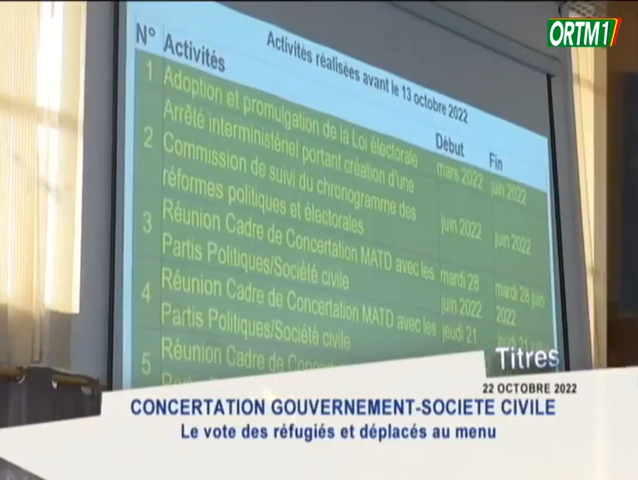 ORTM1
Activités réalisées avant le 13 octobre 2022
N° Activités Début Fin
1 Adoption et promulgation de la Loi électorale mars 2022 juin 2022
2 Arrêté interministériel portant création d'une
Commission de suivi du chronogramme des
réformes politiques et électorales juin 2022 juin 2022
3 Réunion Cadre de Concertation MATD avec les mardi 28 mardi 28 juin
Partis Politiques/Société civile juin 2022 2022
4 Réunion Cadre de Concertation MATD avec les jeudi 21
Partis Politiques/Société civile
5 Réunion Cadre de
Titres
22 OCTOBRE 2022
CONCERTATION GOUVERNEMENT-SOCIETE CIVILE
Le vote des réfugiés et déplacés au menu